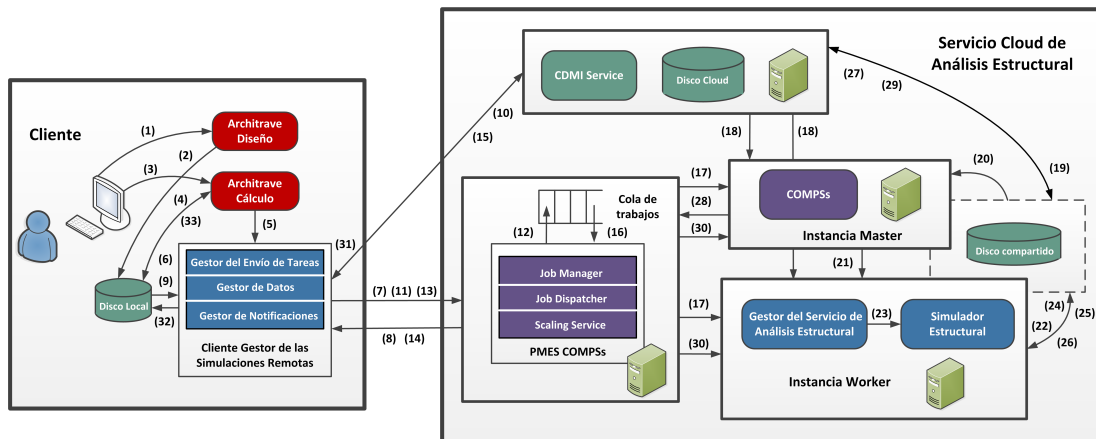 Cliente
(1)
Architrave
Diseño
(2)
(3)
Architrave
Cálculo
(4)
(33)
(5)
(6)
(9)
Disco Local
(32)
Gestor del Envío de Tareas
Gestor de Datos
Gestor de Notificaciones
Cliente Gestor de las
Simulaciones Remotas
(31)
(10)
(15)
(7) (11) (13)
(8) (14)
Servicio Cloud de
Análisis Estructural
CDMI Service
Disco Cloud
(27)
(29)
(18)
(18)
(19)
(20)
Cola de
trabajos
(12)
(16)
Job Manager
Job Dispatcher
Scaling Service
PMES COMPSs
(17)
(28)
(30)
COMPSs
Instancia Master
Disco compartido
(21)
(17)
(30)
Gestor del Servicio de
Análisis Estructural
(23)
Simulador
Estructural
Instancia Worker
(24)
(25)
(22)
(26)